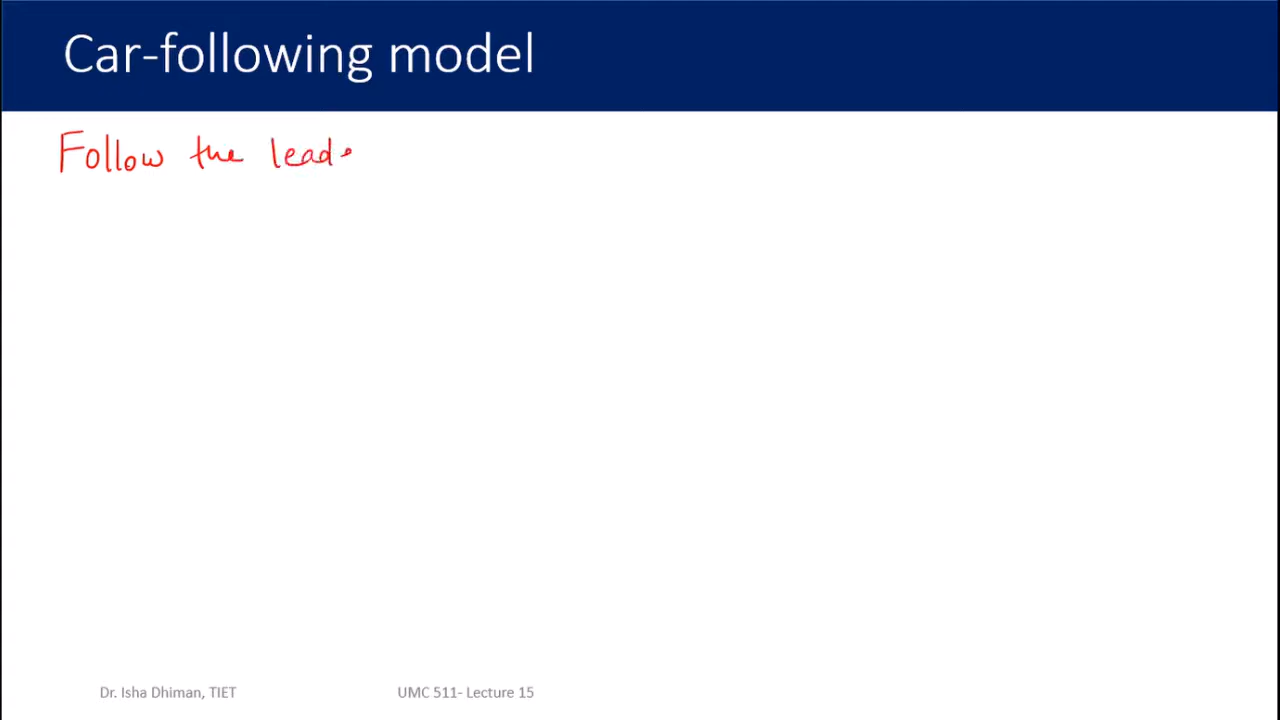 Car-following model
Follow the lead
Dr. Isha Dhiman, TIET
UMC 511- Lecture 15